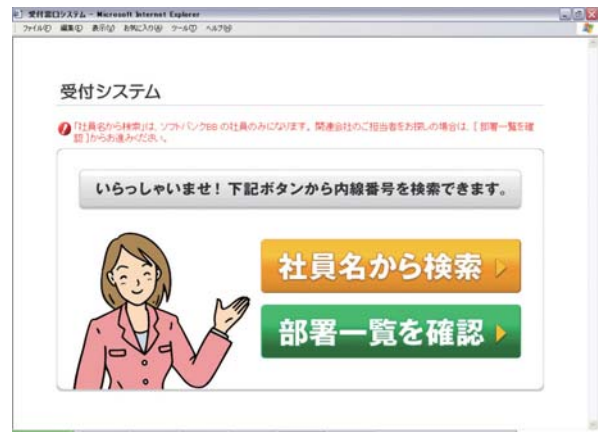 受付窓口システム - Microsoft Internet Explorer
ファイル(F) 編集(E) 表示(V) お気に入り(A) ツール(T) ヘルプ(H)
受付システム
「社員名から検索」は、ソフトバンクBB の社員のみになります。関連会社のご担当者をお探しの場合は、[ 部署一覧を確
認 ]からお進みください。
いらっしゃいませ！下記ボタンから内線番号を検索できます。
社員名から検索
部署一覧を確認